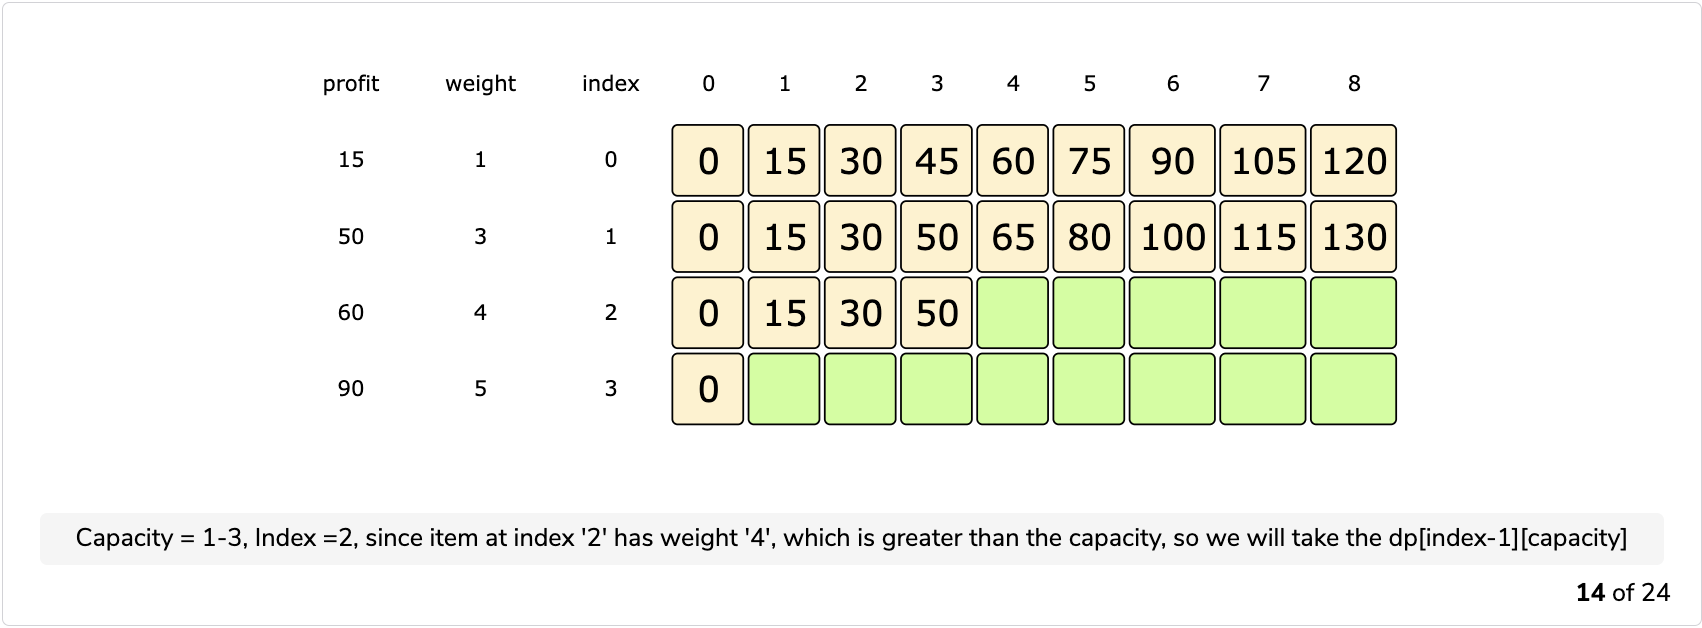 profit weight index 0 1 2 3 4 5 6 7 8
15 1 0 0 15 30 45 60 75 90 105 120
50 3 1 0 15 30 50 65 80 100 115 130
60 4 2 0 15 30 50
90 5 3 0
Capacity = 1-3, Index =2, since item at index '2' has weight '4', which is greater than the capacity, so we will take the dp[index-1][capacity]
14 of 24